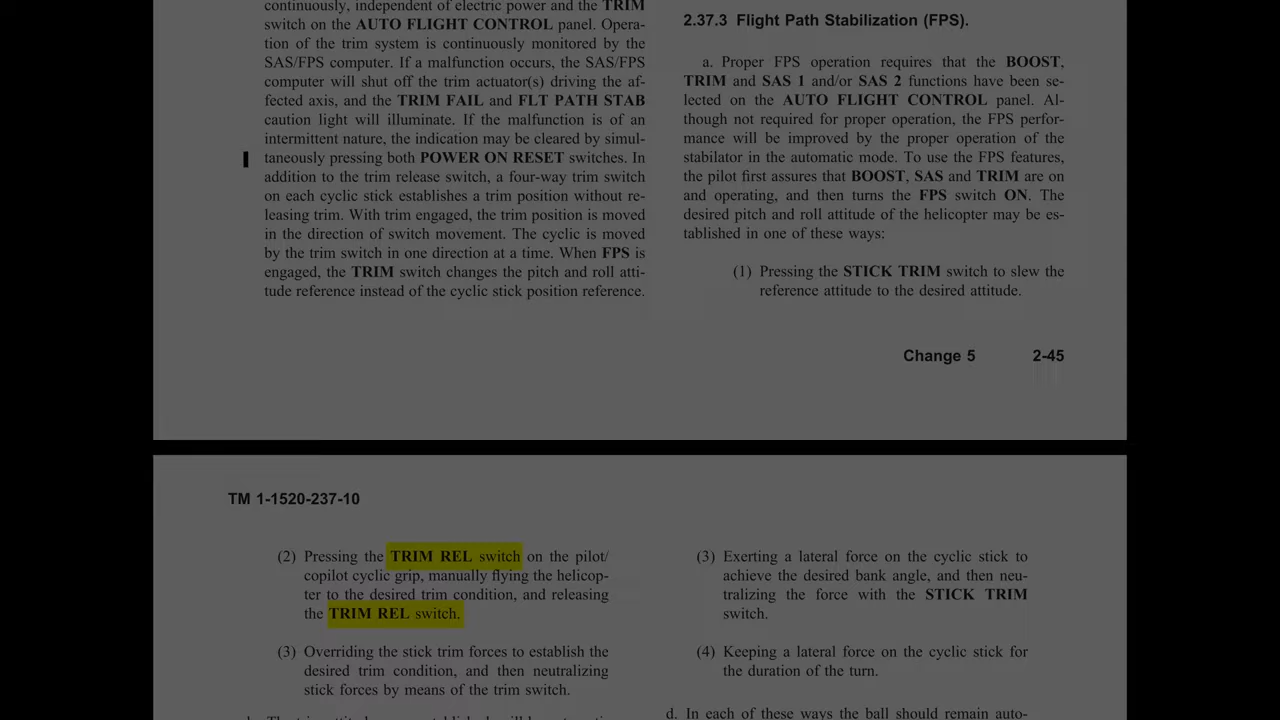 continuously, independent of electric power and the TRIM
switch on the AUTO FLIGHT CONTROL panel. Opera-
tion of the trim system is continuously monitored by the
SAS/FPS computer. If a malfunction occurs, the SAS/FPS
computer will shut off the trim actuator(s) driving the af-
fected axis, and the TRIM FAIL and FLT PATH STAB
caution light will illuminate. If the malfunction is of an
intermittent nature, the indication may be cleared by simul-
taneously pressing both POWER ON RESET switches. In
addition to the trim release switch, a four-way trim switch
on each cyclic stick establishes a trim position without re-
leasing trim. With trim engaged, the trim position is moved
in the direction of switch movement. The cyclic is moved
by the trim switch in one direction at a time. When FPS is
engaged, the TRIM switch changes the pitch and roll atti-
tude reference instead of the cyclic stick position reference.
2.37.3 Flight Path Stabilization (FPS).
a. Proper FPS operation requires that the BOOST,
TRIM and SAS 1 and/or SAS 2 functions have been se-
lected on the AUTO FLIGHT CONTROL panel. Al-
though not required for proper operation, the FPS perfor-
mance will be improved by the proper operation of the
stabilator in the automatic mode. To use the FPS features,
the pilot first assures that BOOST, SAS and TRIM are on
and operating, and then turns the FPS switch ON. The
desired pitch and roll attitude of the helicopter may be es-
tablished in one of these ways:
(1) Pressing the STICK TRIM switch to slew the
reference attitude to the desired attitude.
Change 5 2-45
TM 1-1520-237-10
(2) Pressing the TRIM REL switch on the pilot/
copilot cyclic grip, manually flying the helicop-
ter to the desired trim condition, and releasing
the TRIM REL switch.
(3) Overriding the stick trim forces to establish the
desired trim condition, and then neutralizing
stick forces by means of the trim switch.
(3) Exerting a lateral force on the cyclic stick to
achieve the desired bank angle, and then neu-
tralizing the force with the STICK TRIM
switch.
(4) Keeping a lateral force on the cyclic stick for
the duration of the turn.
d. In each of these ways the ball should remain auto-